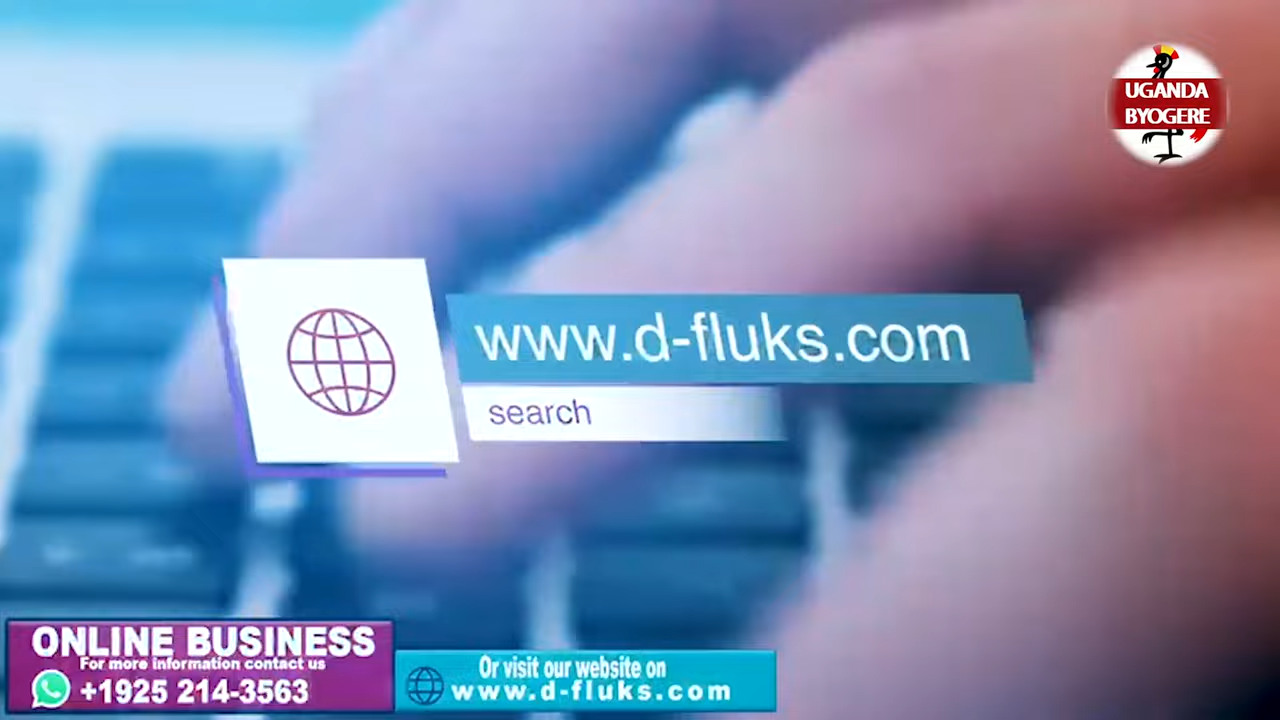 UGANDA
BYOGERE
www.d-fluks.com
search
ONLINE BUSINESS
For more information contact us
+1925 214-3563
Or visit our website on
www.d-fluks.com